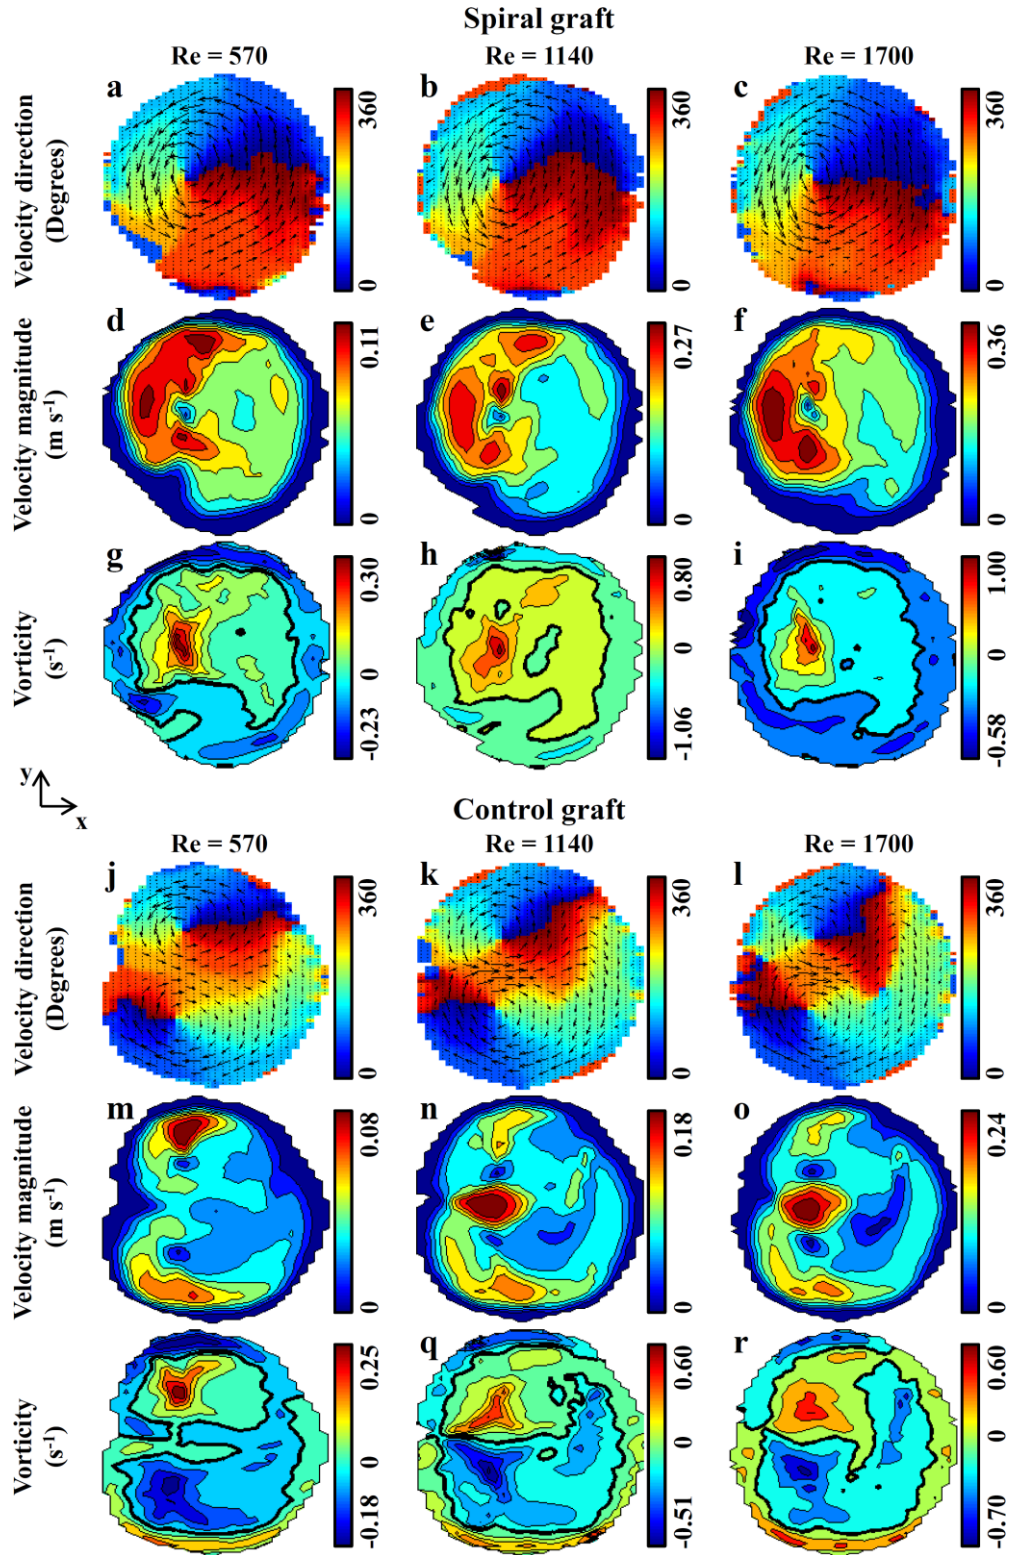 Spiral graft
Re = 570 Re = 1140 Re = 1700
Velocity direction
(Degrees)
a 360 0 b 360 0 c 360 0
Velocity magnitude
(m s-1)
d 0.11 0 e 0.27 0 f 0.36 0
Vorticity
(s-1)
g 0.30 0 -0.23 h 0.80 0 -1.06 i 1.00 0 -0.58
y
x
Control graft
Re = 570 Re = 1140 Re = 1700
Velocity direction
(Degrees)
j 360 0 k 360 0 l 360 0
Velocity magnitude
(m s-1)
m 0.08 0 n 0.18 0 o 0.24 0
Vorticity
(s-1)
0.25 0 -0.18 q 0.60 0 -0.51 r 0.60 0 -0.70